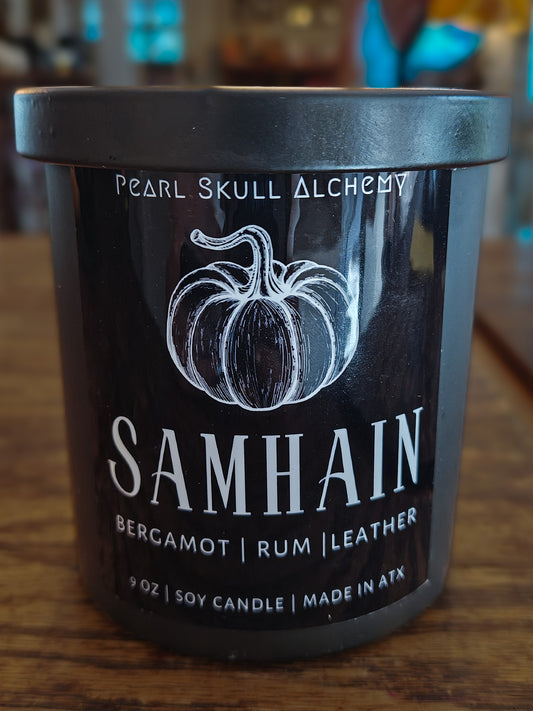 PEARL SKULL ALCHEMY
SAMHAIN
BERGAMOT | RUM | LEATHER
9 OZ | SOY CANDLE | MADE IN ATX